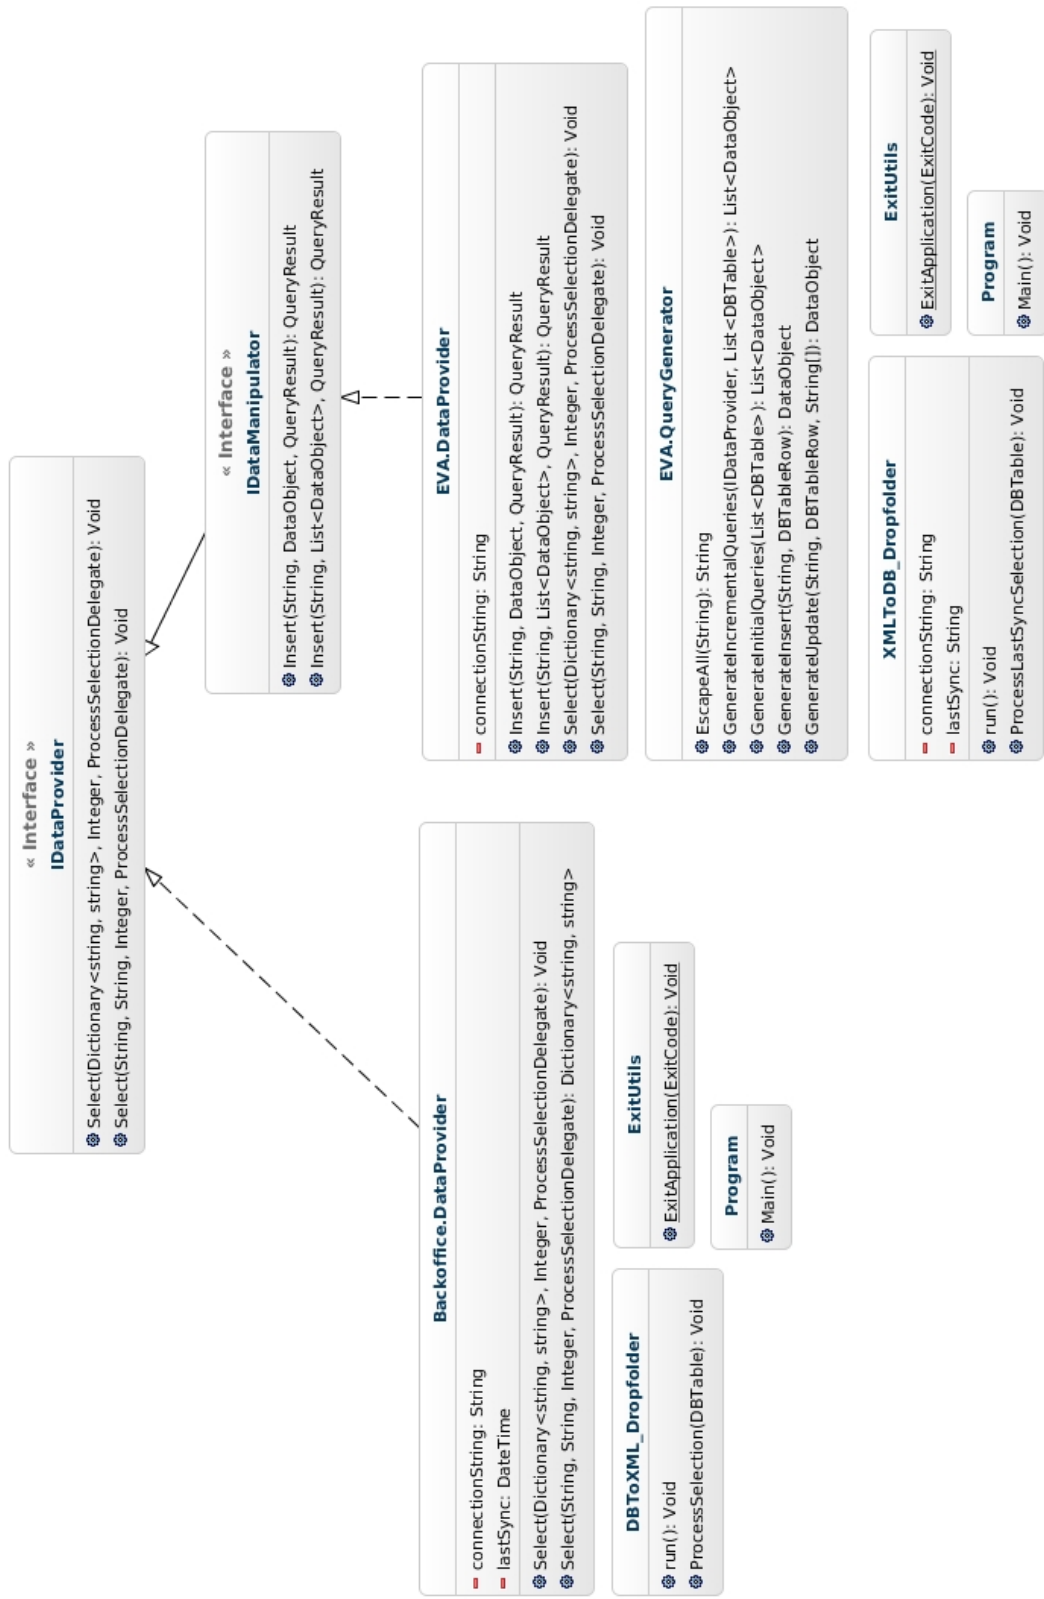 « Interface »
IDataProvider
Select(Dictionary<string, string>, Integer, ProcessSelectionDelegate): Void
Select(String, String, Integer, ProcessSelectionDelegate): Void
« Interface »
IDataManipulator
Insert(String, DataObject, QueryResult): QueryResult
Insert(String, List<DataObject>, QueryResult): QueryResult
Backoffice.DataProvider
connectionString: String
lastSync: DateTime
Select(Dictionary<string, string>, Integer, ProcessSelectionDelegate): Void
Select(String, String, Integer, ProcessSelectionDelegate): Dictionary<string, string>
EVA.DataProvider
connectionString: String
Insert(String, DataObject, QueryResult): QueryResult
Insert(String, List<DataObject>, QueryResult): QueryResult
Select(Dictionary<string, string>, Integer, ProcessSelectionDelegate): Void
Select(String, String, Integer, ProcessSelectionDelegate): Void
DBToXML_Dropfolder
run(): Void
ProcessSelection(DBTable): Void
ExitUtils
ExitApplication(ExitCode): Void
Program
Main(): Void
EVA.QueryGenerator
EscapeAll(String): String
GenerateIncrementalQueries(IDataProvider, List<DBTable>): List<DataObject>
GenerateInitialQueries(List<DBTable>): List<DataObject>
GenerateInsert(String, DBTableRow): DataObject
GenerateUpdate(String, DBTableRow, String[]): DataObject
XMLToDB_Dropfolder
connectionString: String
lastSync: String
run(): Void
ProcessLastSyncSelection(DBTable): Void
ExitUtils
ExitApplication(ExitCode): Void
Program
Main(): Void